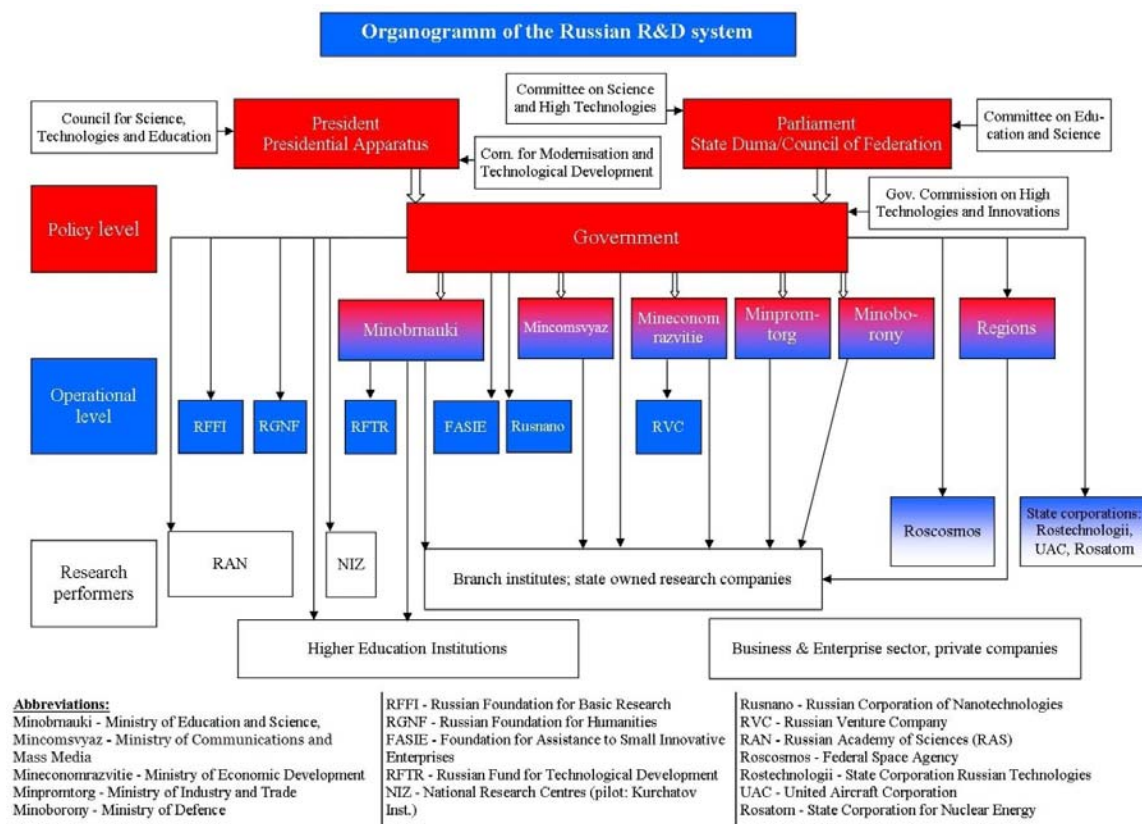 Organogramm of the Russian R&D system
Committee on Science
and High Technologies
Council for Science,
Technologies and Education
President
Presidential Apparatus
Parliament
State Duma/Council of Federation
Committee on Edu-
cation and Science
Com. for Modernisation and
Technological Development
Gov. Commission on High
Technologies and Innovations
Policy level
Government
Minobrnauki
Mincomsvyaz
Mineconom
razvitie
Minprom-
torg
Minobo-
rony
Regions
Operational
level
RFFI
RGNF
RFTR
FASIE
Rusnano
RVC
Roscosmos
State corporations:
Rostechnologii,
UAC, Rosatom
Research
performers
RAN
NIZ
Branch institutes; state owned research companies
Higher Education Institutions
Business & Enterprise sector, private companies
Abbreviations:
Minobrnauki - Ministry of Education and Science,
Mincomsvyaz - Ministry of Communications and
Mass Media
Mineconomrazvitie - Ministry of Economic Development
Minpromtorg - Ministry of Industry and Trade
Minoborony - Ministry of Defence
RFFI - Russian Foundation for Basic Research
RGNF - Russian Foundation for Humanities
FASIE - Foundation for Assistance to Small Innovative
Enterprises
RFTR - Russian Fund for Technological Development
NIZ - National Research Centres (pilot: Kurchatov
Inst.)
Rusnano - Russian Corporation of Nanotechnologies
RVC - Russian Venture Company
RAN - Russian Academy of Sciences (RAS)
Roscosmos - Federal Space Agency
Rostechnologii - State Corporation Russian Technologies
UAC - United Aircraft Corporation
Rosatom - State Corporation for Nuclear Energy